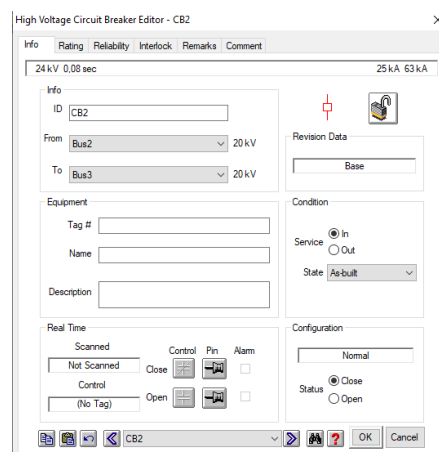 High Voltage Circuit Breaker Editor - CB2
Info Rating Reliability Interlock Remarks Comment
24 kV 0,08 sec 25 kA 63 kA
Info
ID CB2
From Bus2 20 kV
To Bus3 20 kV
Revision Data
Base
Equipment
Tag #
Name
Description
Condition
Service In
Out
State As-built
Real Time
Scanned
Not Scanned
Control
(No Tag)
Control Pin Alarm
Close
Open
Configuration
Normal
Status Close
Open
CB2
? OK Cancel